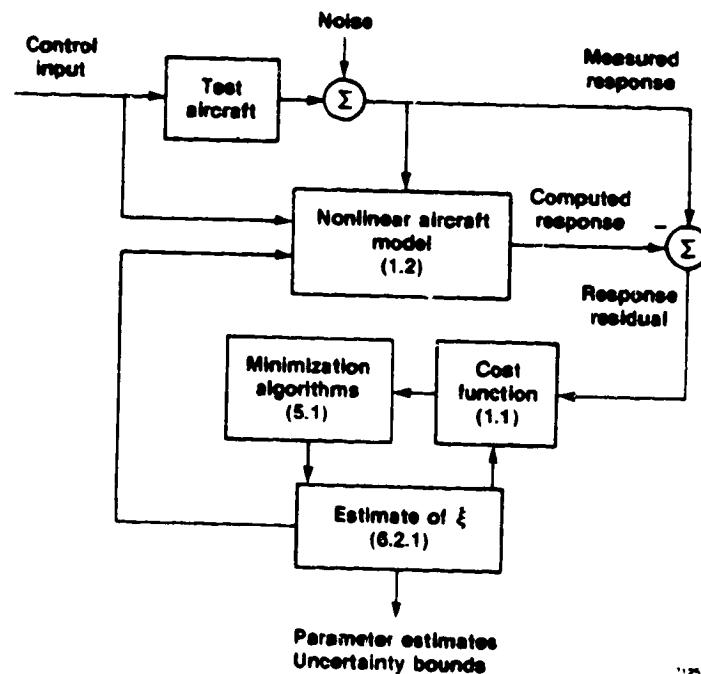 Noise
Control
input
Test
aircraft
Σ
Measured
response
Nonlinear aircraft
model
(1.2)
Computed
response
−
Σ
Response
residual
Minimization
algorithms
(5.1)
Cost
function
(1.1)
Estimate of ξ
(6.2.1)
Parameter estimates
Uncertainty bounds